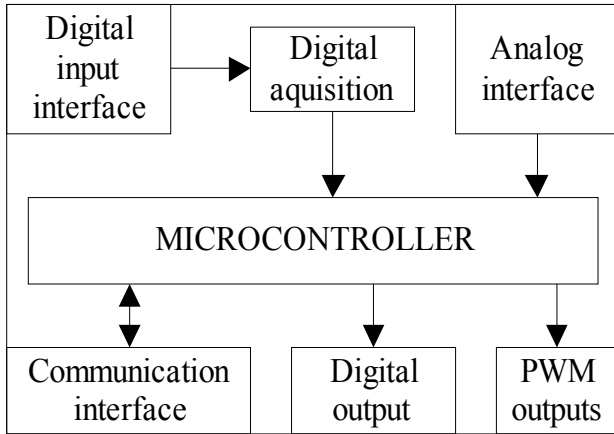 Digital
input
interface
Digital
aquisition
Analog
interface
MICROCONTROLLER
Communication
interface
Digital
output
PWM
outputs